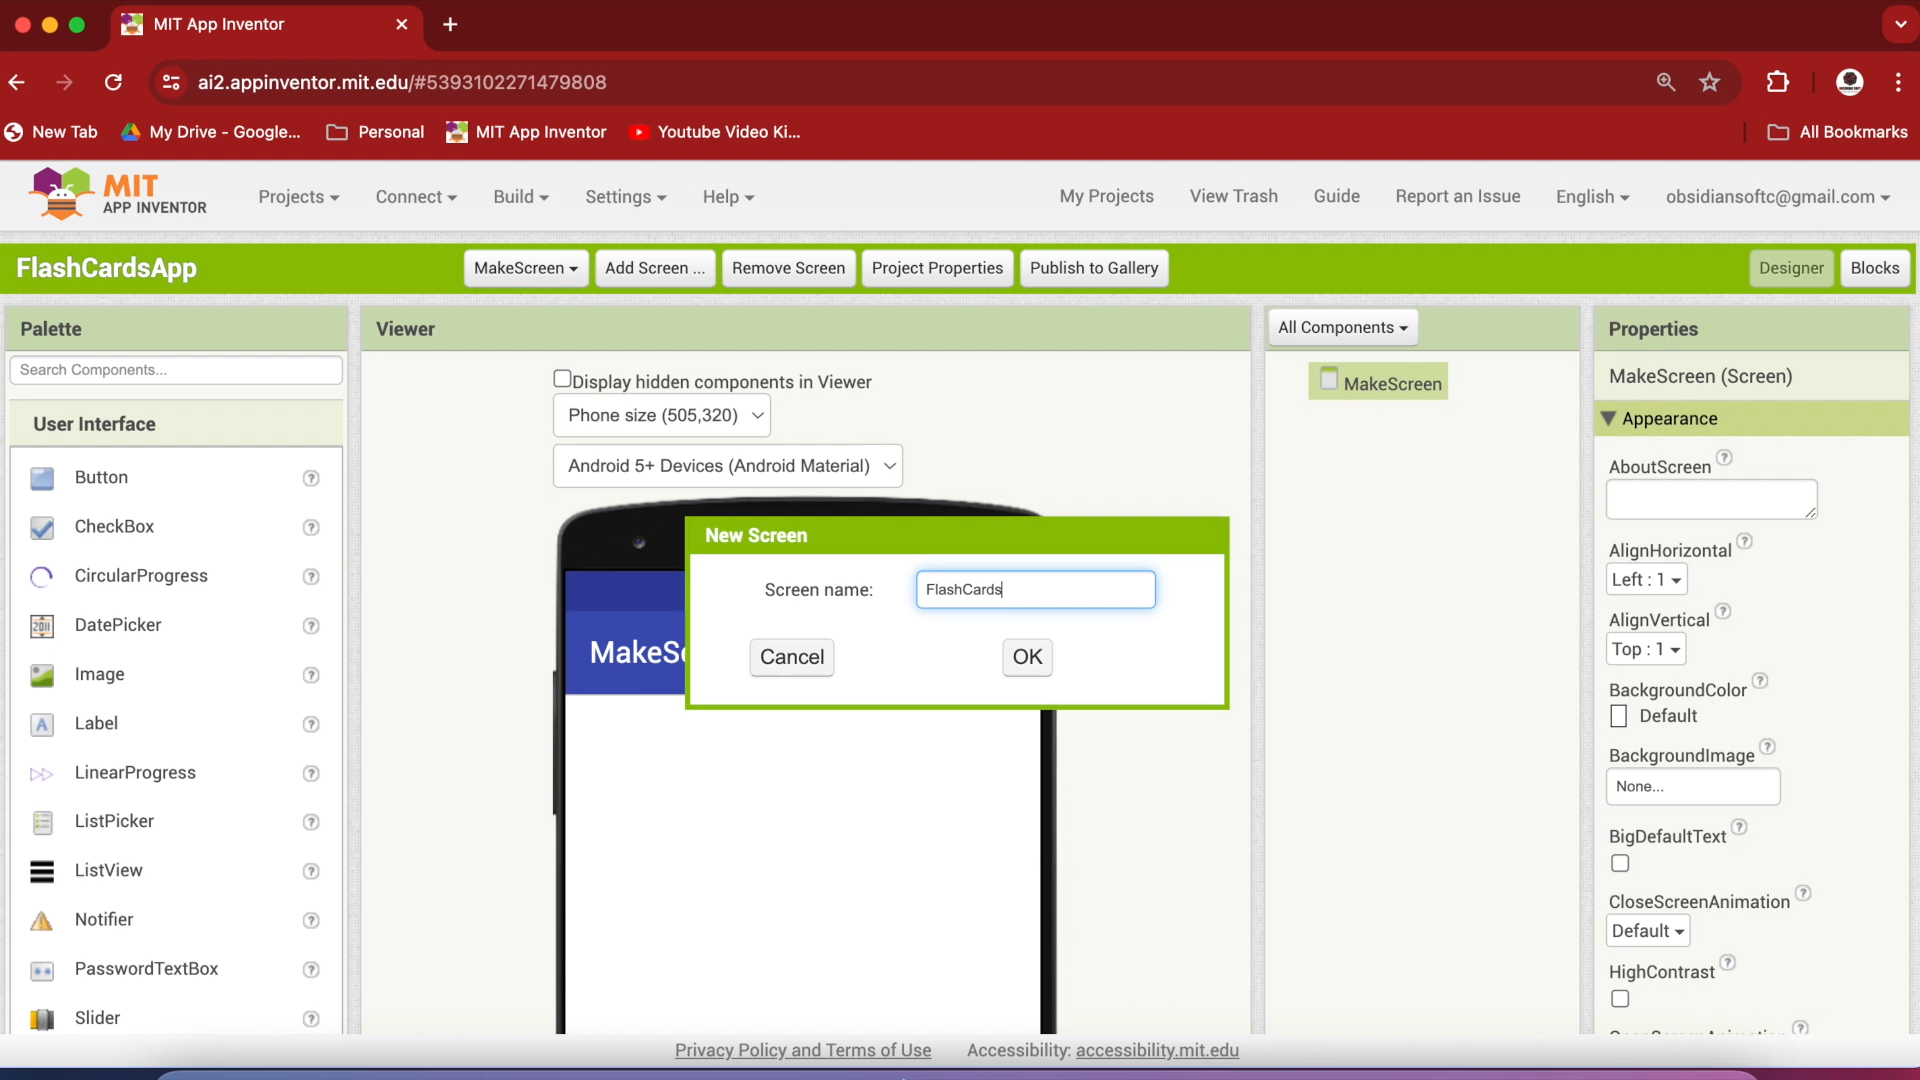 MIT App Inventor
ai2.appinventor.mit.edu/#5393102271479808
New Tab
My Drive - Google...
Personal
MIT App Inventor
Youtube Video Ki...
All Bookmarks
MIT
APP INVENTOR
Projects
Connect
Build
Settings
Help
My Projects
View Trash
Guide
Report an Issue
English
obsidiansoftc@gmail.com
FlashCardsApp
MakeScreen
Add Screen ...
Remove Screen
Project Properties
Publish to Gallery
Designer
Blocks
Palette
Search Components...
User Interface
Button ?
CheckBox ?
CircularProgress ?
2011 DatePicker ?
Image ?
A Label ?
LinearProgress ?
ListPicker ?
ListView ?
Notifier ?
PasswordTextBox ?
Slider ?
Viewer
Display hidden components in Viewer
Phone size (505,320)
Android 5+ Devices (Android Material)
MakeSc
New Screen
Screen name:
FlashCards
Cancel
OK
All Components
MakeScreen
Properties
MakeScreen (Screen)
Appearance
AboutScreen ?
AlignHorizontal ?
Left : 1
AlignVertical ?
Top : 1
BackgroundColor ?
Default
BackgroundImage ?
None...
BigDefaultText ?
CloseScreenAnimation ?
Default
HighContrast ?
OpenScreenAnimation ?
Privacy Policy and Terms of Use
Accessibility: accessibility.mit.edu